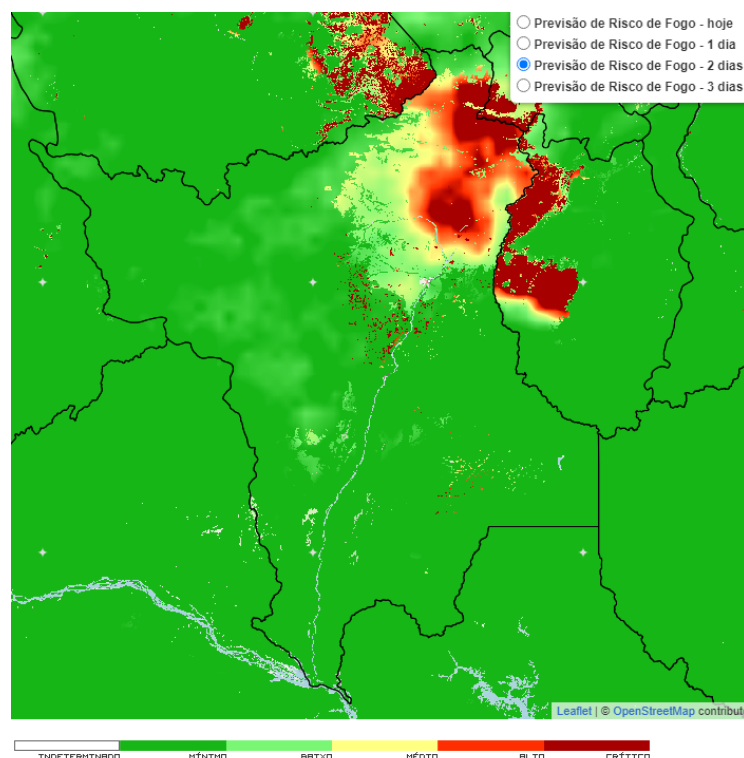 Previsão de Risco de Fogo - hoje
Previsão de Risco de Fogo - 1 dia
Previsão de Risco de Fogo - 2 dias
Previsão de Risco de Fogo - 3 dias
Leaflet | © OpenStreetMap contribut
INDETERMINADO MÍNIMO BAIXO MÉDIO ALTO CRÍTICO